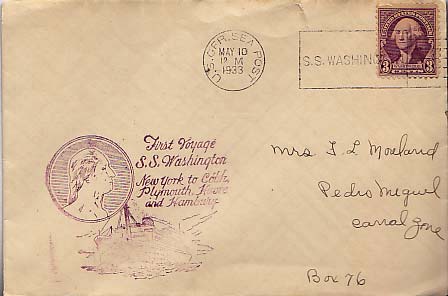 U.S.GER.SEA POST
MAY 10
12 M
1933
S.S. WASHING
3 3
First Voyage
S.S. Washington
New York to Cobh,
Plymouth, Havre
and Hamburg
Mrs T L Moreland
Pedro Miguel
Canal Zone
Box 76